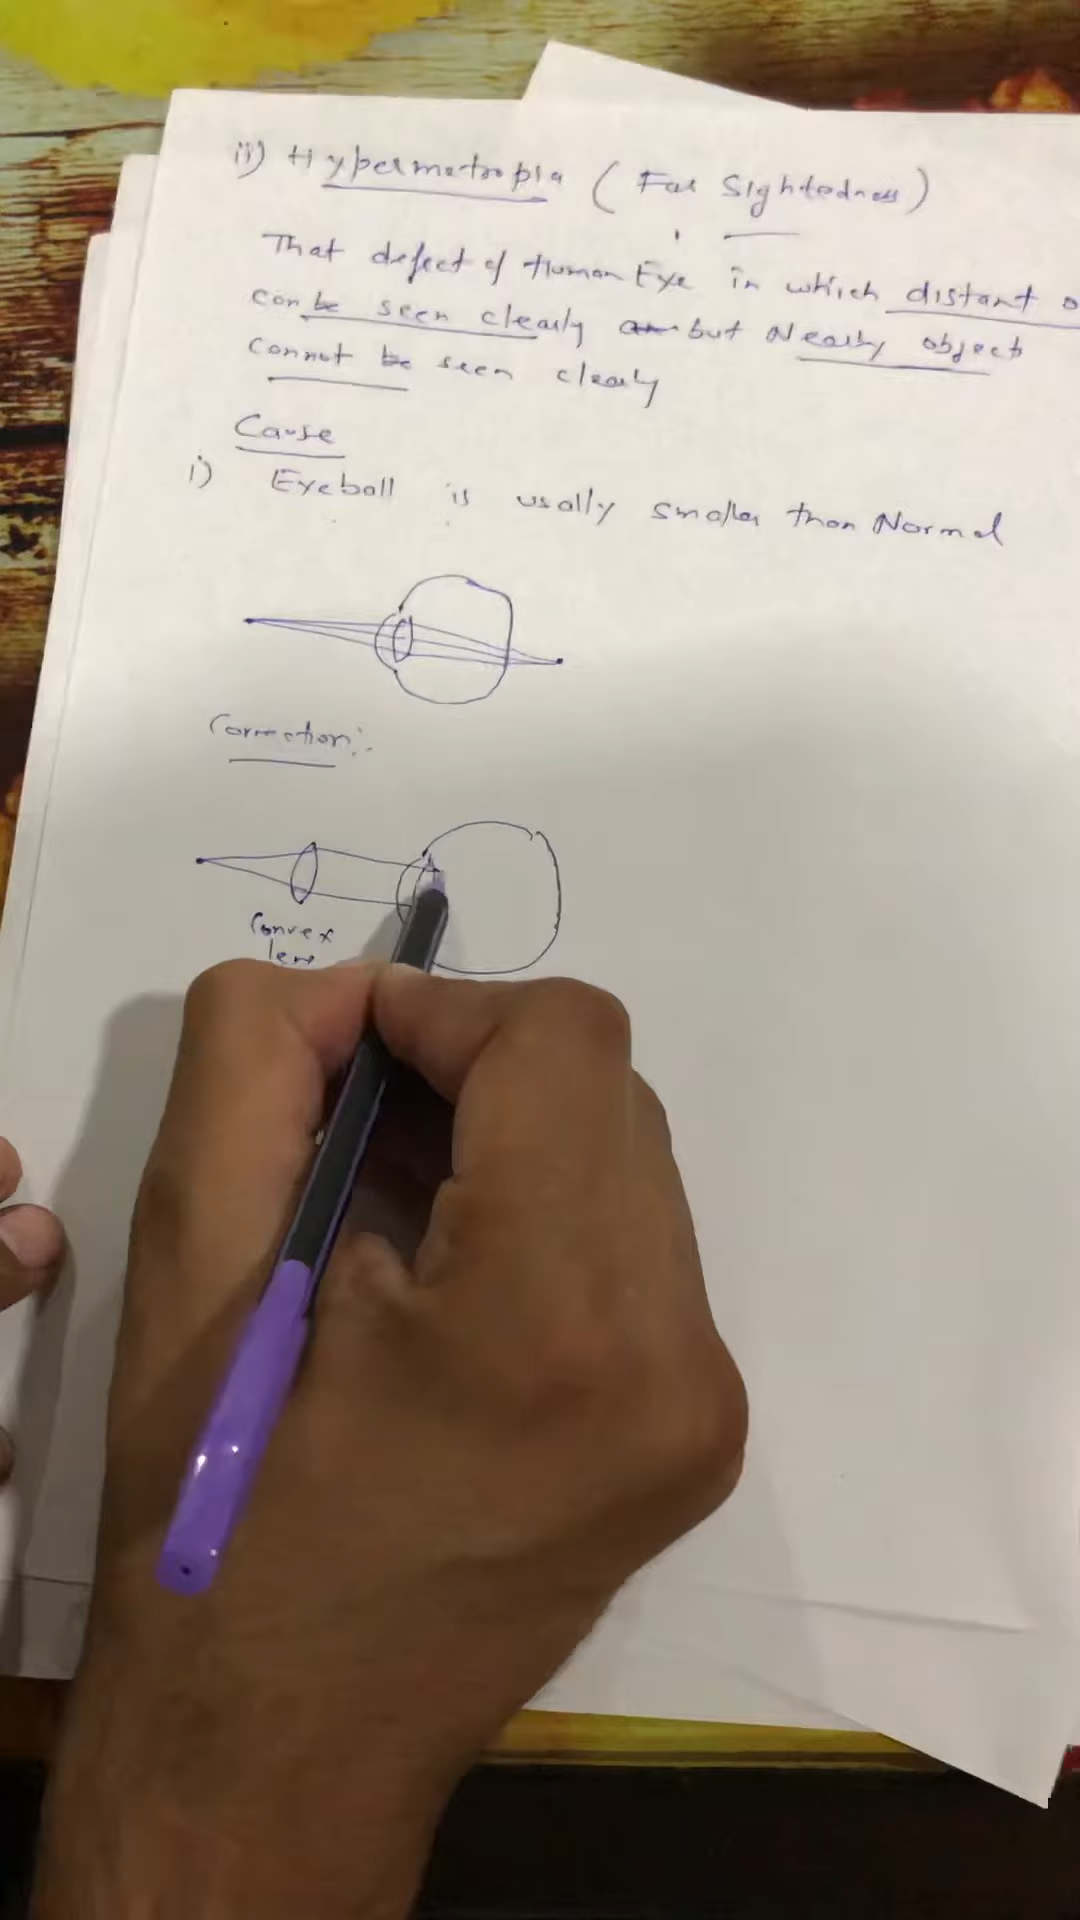 ii) Hypermetropia ( Far Sightedness)
That defect of Human Eye in which distant o
can be seen clearly but Nearby object
cannot be seen clearly
Cause
i) Eyeball is usally smaller than Normal
Correction:-
Convex
lens